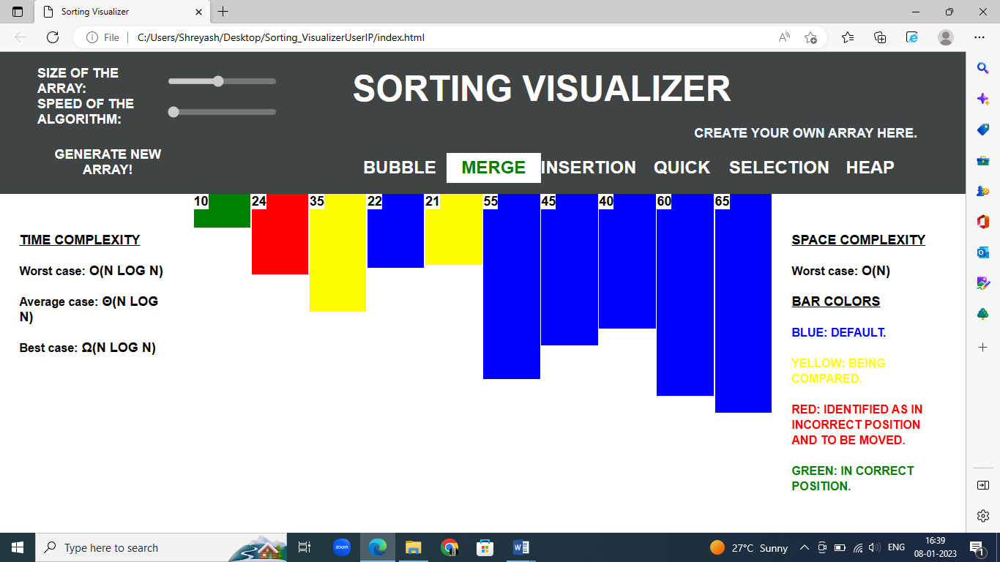 Sorting Visualizer
File
C:/Users/Shreyash/Desktop/Sorting_VisualizerUserIP/index.html
SIZE OF THE
ARRAY:
SPEED OF THE
ALGORITHM:
GENERATE NEW
ARRAY!
SORTING VISUALIZER
CREATE YOUR OWN ARRAY HERE.
BUBBLE MERGE INSERTION QUICK SELECTION HEAP
10 24 35 22 21 55 45 40 60 65
TIME COMPLEXITY
Worst case: O(N LOG N)
Average case: Θ(N LOG
N)
Best case: Ω(N LOG N)
SPACE COMPLEXITY
Worst case: O(N)
BAR COLORS
BLUE: DEFAULT.
YELLOW: BEING
COMPARED.
RED: IDENTIFIED AS IN
INCORRECT POSITION
AND TO BE MOVED.
GREEN: IN CORRECT
POSITION.
Type here to search
zoom
27°C Sunny
ENG
16:39
08-01-2023
1